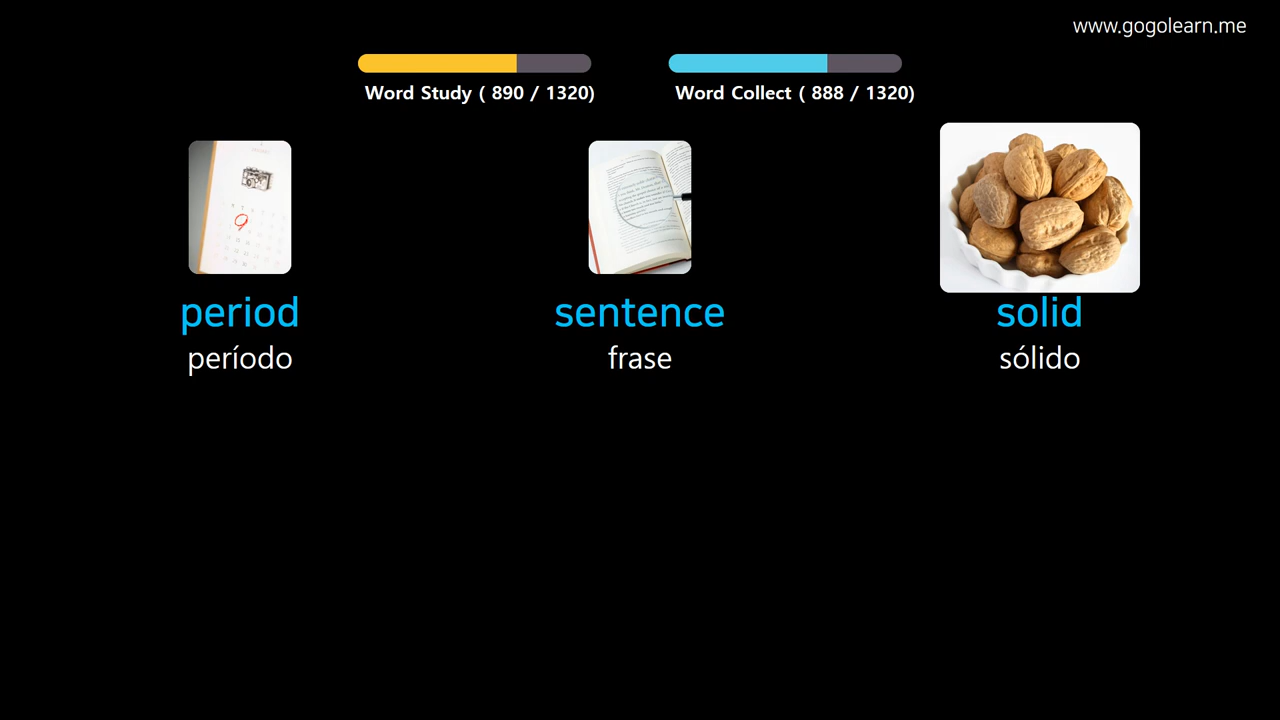 www.gogolearn.me
Word Study ( 890 / 1320)
Word Collect ( 888 / 1320)
period
sentence
solid
período
frase
sólido